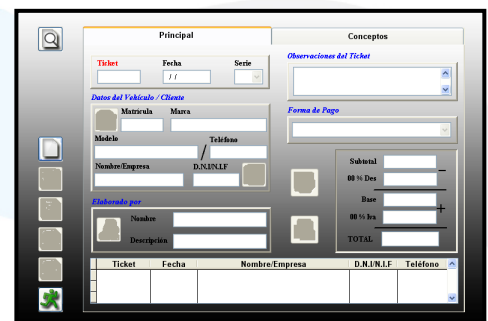 Principal Conceptos
Ticket Fecha Serie
/ /
Observaciones del Ticket
Datos del Vehículo / Cliente
Matrícula Marca
Forma de Pago
Modelo Teléfono
/
Nombre/Empresa D.N.I/N.I.F
Subtotal
00 % Des
Base
00 % Iva
TOTAL
Elaborado por
Nombre
Descripción
Ticket Fecha Nombre/Empresa D.N.I/N.I.F Teléfono